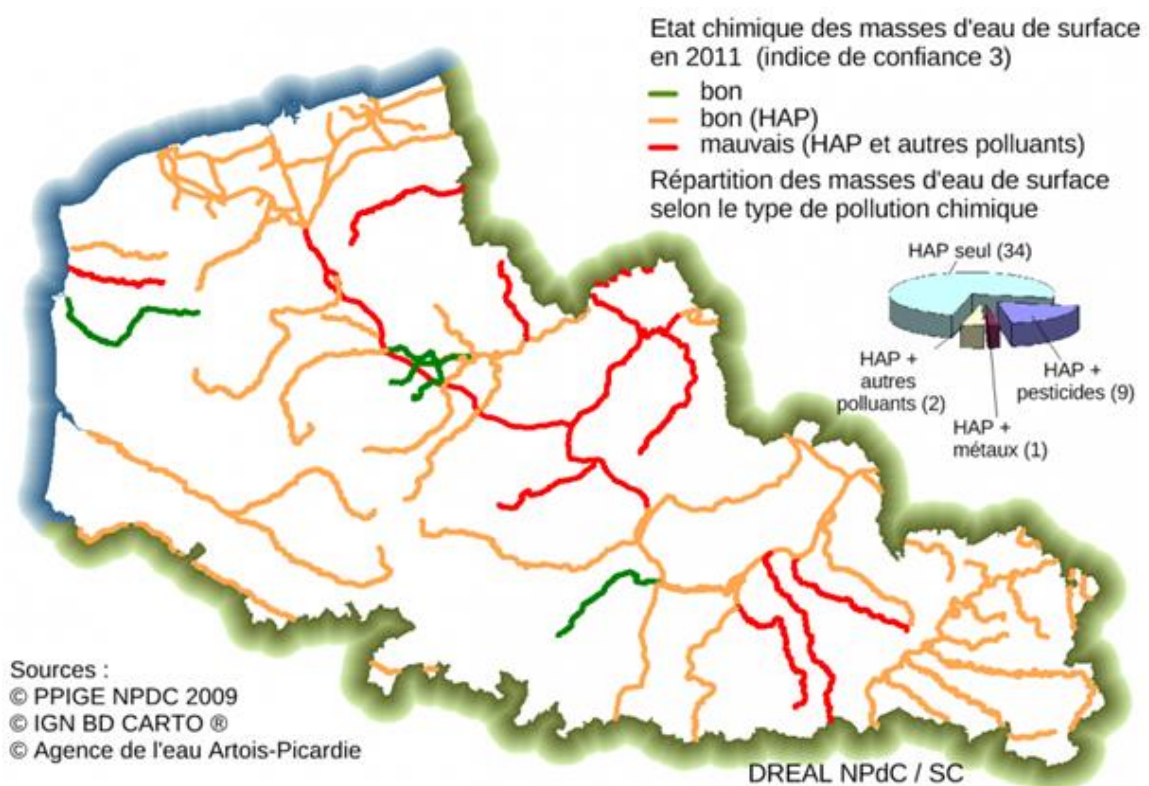 Etat chimique des masses d'eau de surface
en 2011 (indice de confiance 3)
bon
bon (HAP)
mauvais (HAP et autres polluants)
Répartition des masses d'eau de surface
selon le type de pollution chimique
HAP seul (34)
HAP +
autres
polluants (2)
HAP +
pesticides (9)
HAP +
métaux (1)
Sources :
© PPIGE NPDC 2009
© IGN BD CARTO ®
© Agence de l'eau Artois-Picardie
DREAL NPdC / SC